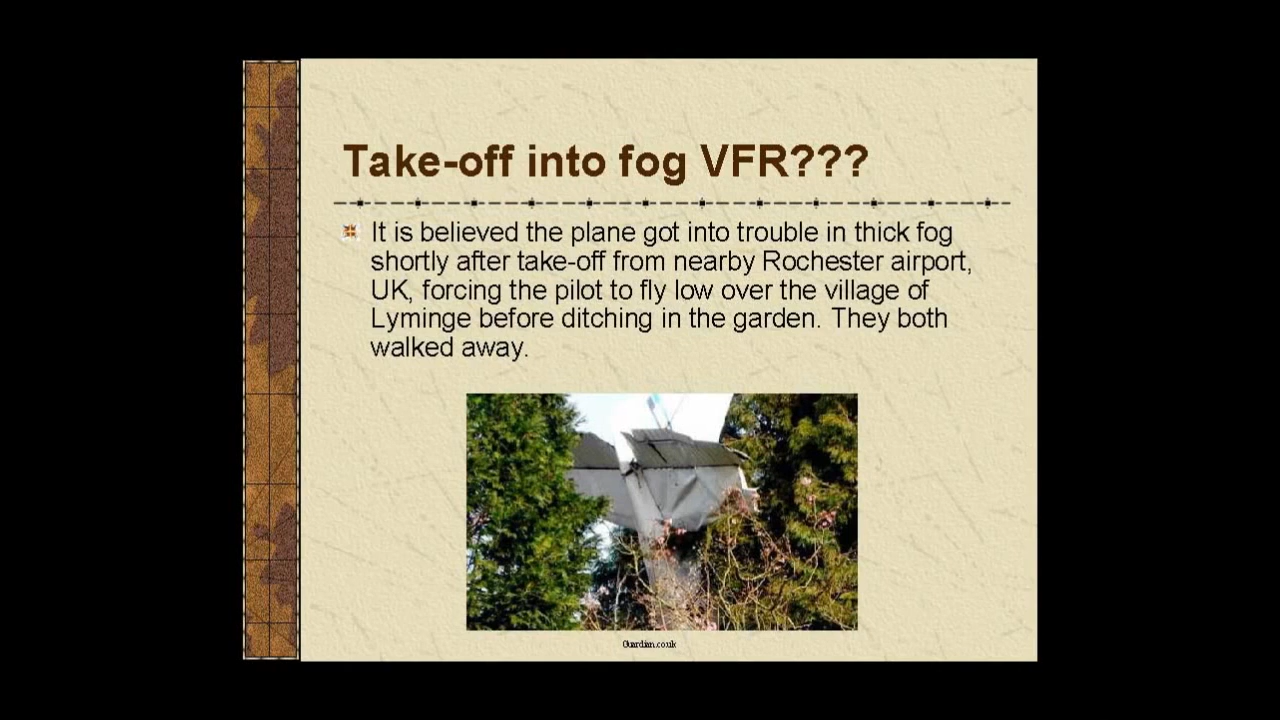 Take-off into fog VFR???
It is believed the plane got into trouble in thick fog
shortly after take-off from nearby Rochester airport,
UK, forcing the pilot to fly low over the village of
Lyminge before ditching in the garden. They both
walked away.
Guardian.co.uk